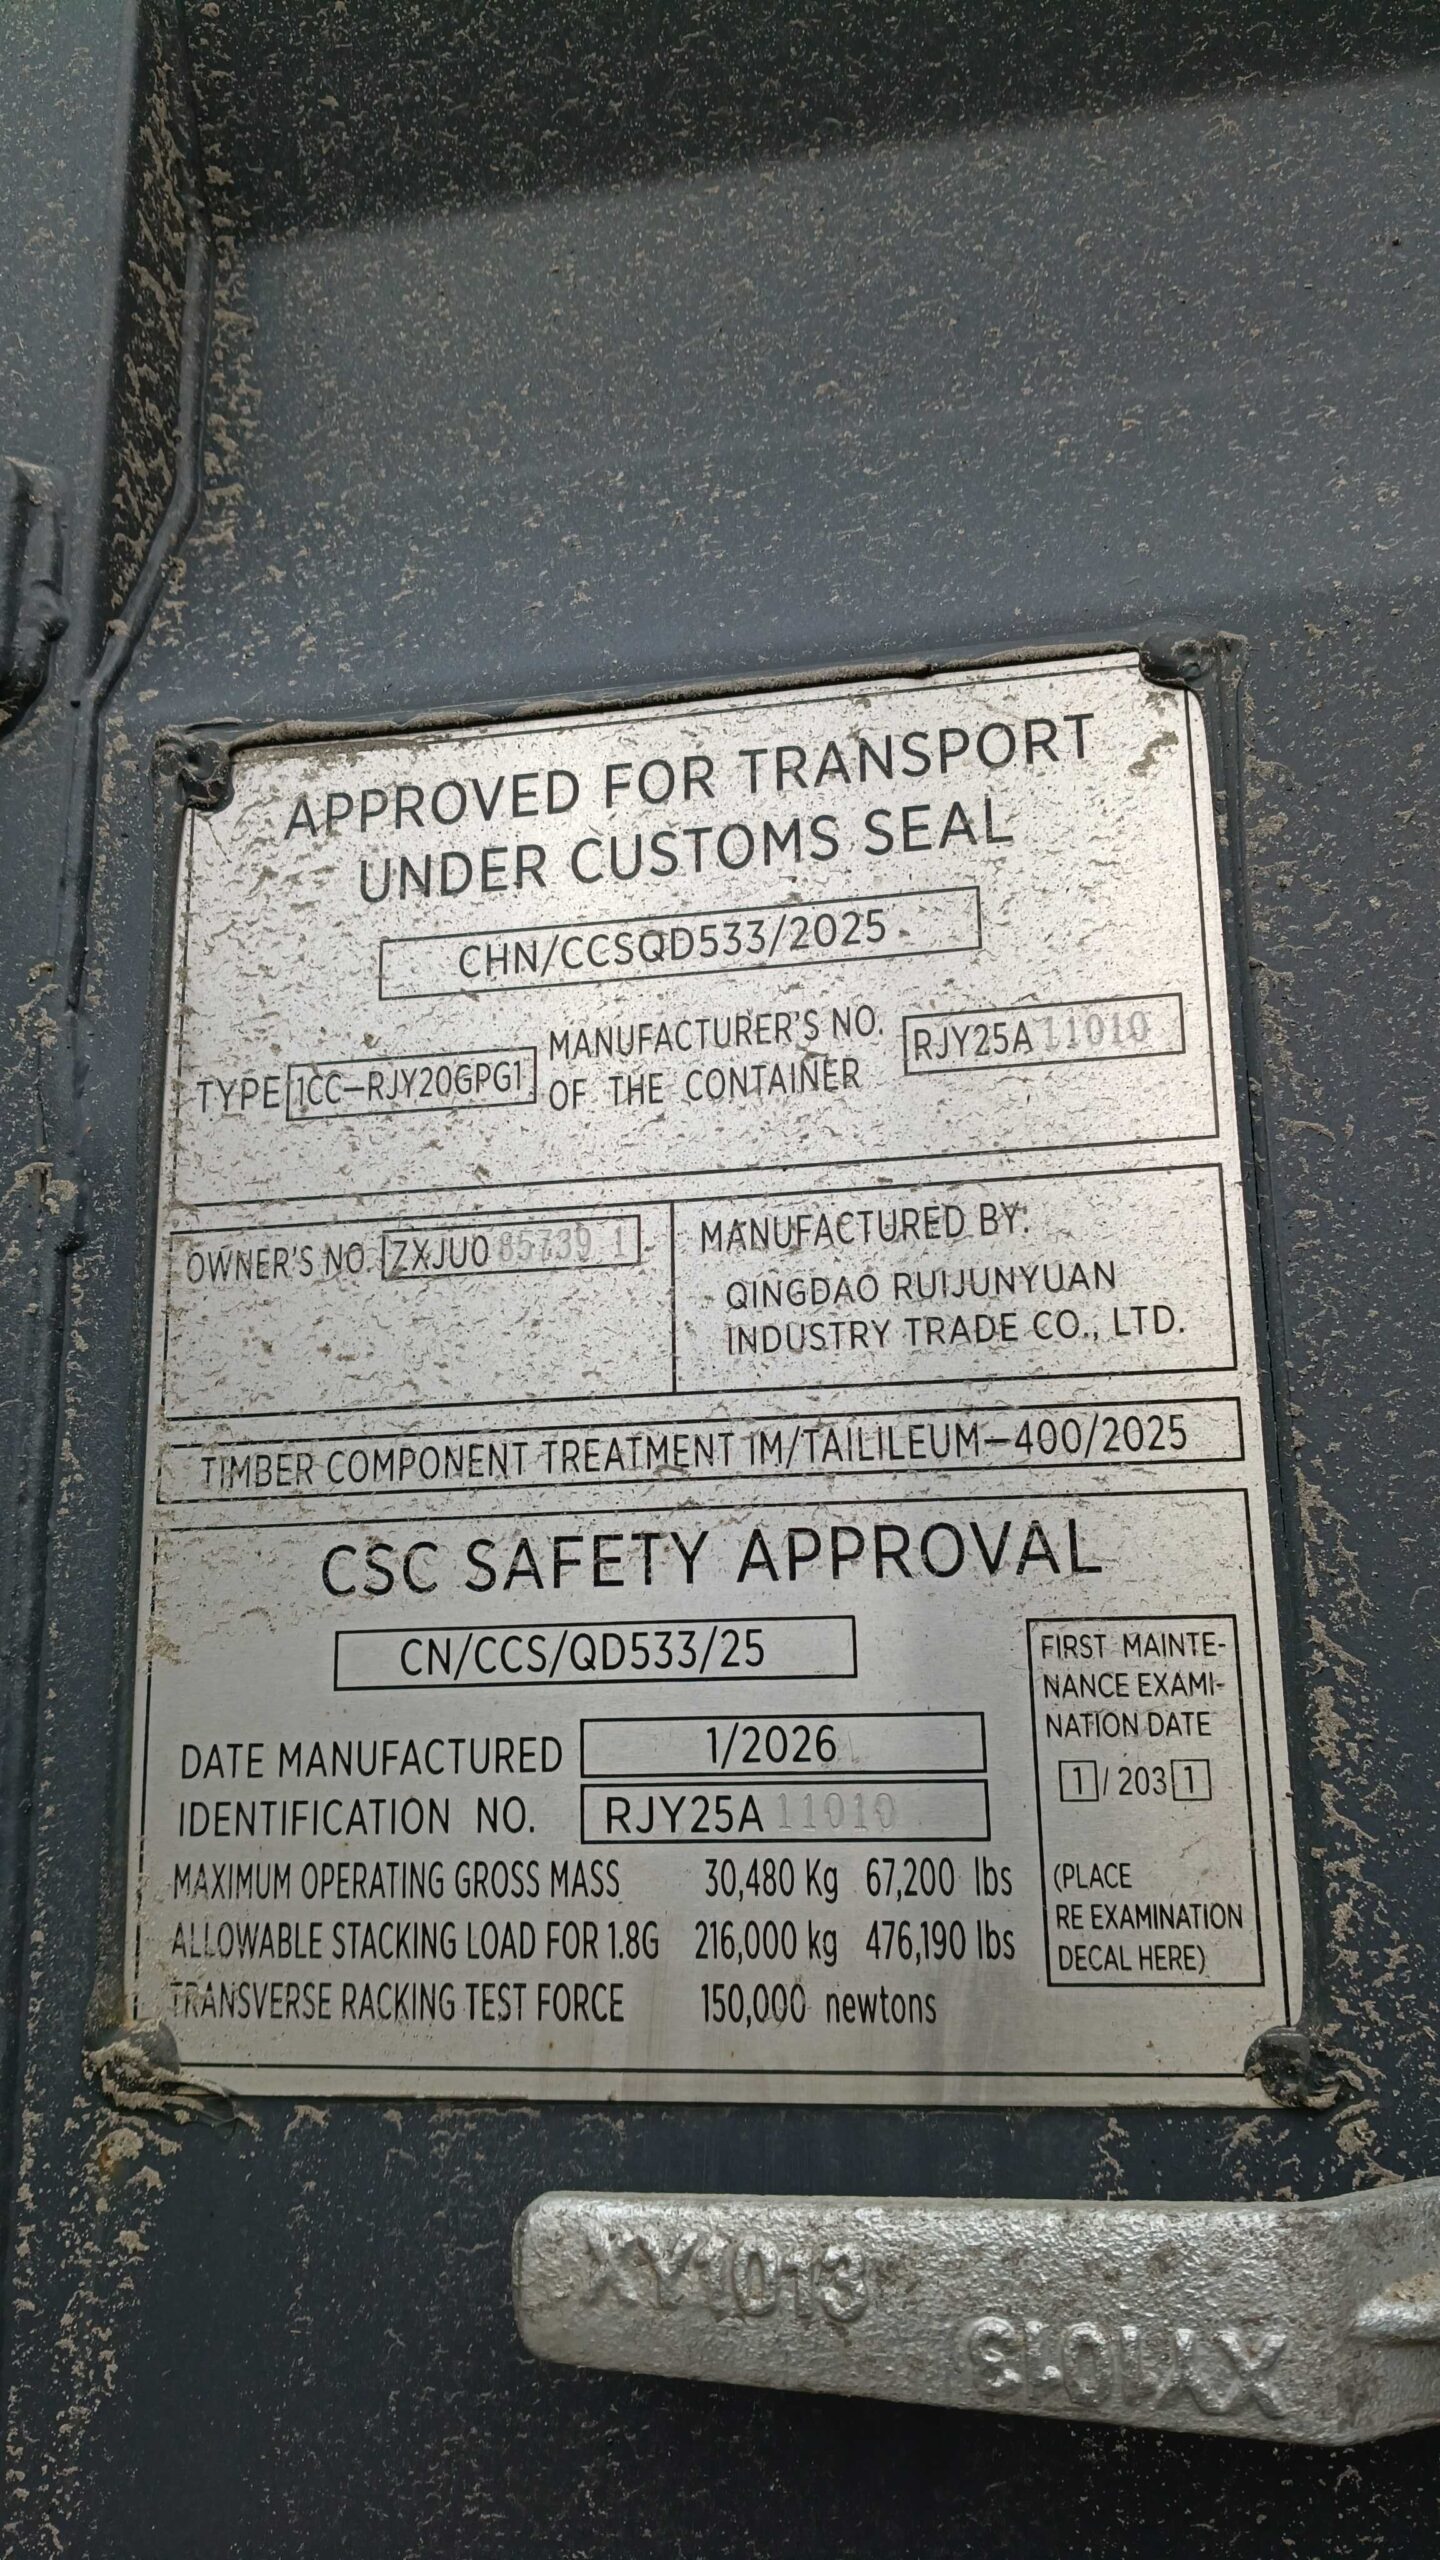 APPROVED FOR TRANSPORT
UNDER CUSTOMS SEAL
CHN/CCSQD533/2025
TYPE 1CC-RJY20GPG1 MANUFACTURER'S NO. OF THE CONTAINER RJY25A 11010
OWNER'S NO. ZXJU0 85739 1
MANUFACTURED BY:
QINGDAO RUIJUNYUAN
INDUSTRY TRADE CO., LTD.
TIMBER COMPONENT TREATMENT IM/TAILILEUM-400/2025
CSC SAFETY APPROVAL
CN/CCS/QD533/25
DATE MANUFACTURED 1/2026
IDENTIFICATION NO. RJY25A 11010
MAXIMUM OPERATING GROSS MASS 30,480 Kg 67,200 lbs
ALLOWABLE STACKING LOAD FOR 1.8G 216,000 kg 476,190 lbs
TRANSVERSE RACKING TEST FORCE 150,000 newtons
FIRST MAINTE-
NANCE EXAMI-
NATION DATE
1/2031
(PLACE
RE EXAMINATION
DECAL HERE)
XY1013
XY1013